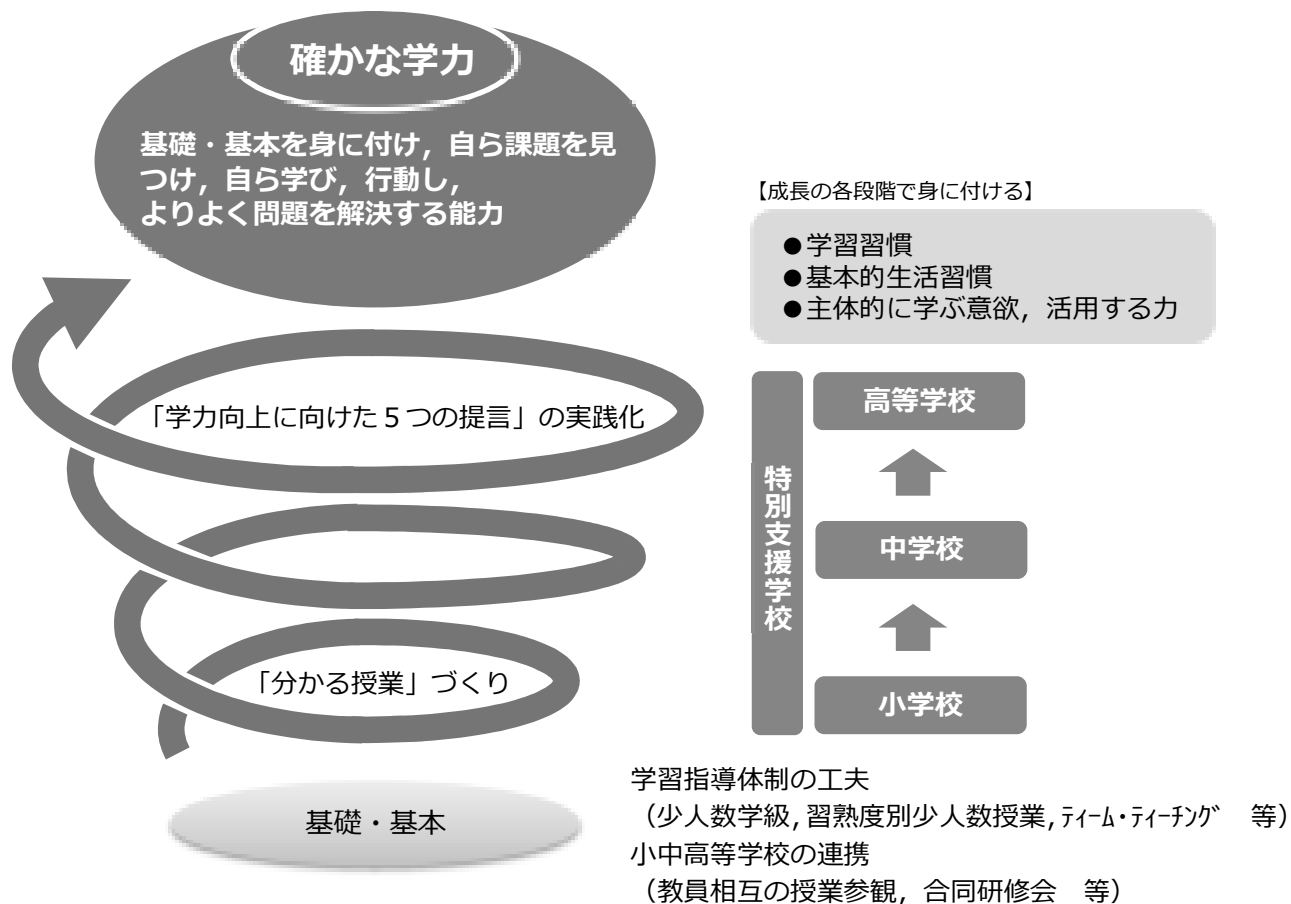 確かな学力
基礎・基本を身に付け，自ら課題を見
つけ，自ら学び，行動し，
よりよく問題を解決する能力
「学力向上に向けた５つの提言」の実践化
「分かる授業」づくり
基礎・基本
【成長の各段階で身に付ける】
●学習習慣
●基本的生活習慣
●主体的に学ぶ意欲，活用する力
特別支援学校
高等学校
中学校
小学校
学習指導体制の工夫
（少人数学級，習熟度別少人数授業，ﾃｨｰﾑ・ﾃｨｰﾁﾝｸﾞ　等）
小中高等学校の連携
（教員相互の授業参観，合同研修会　等）